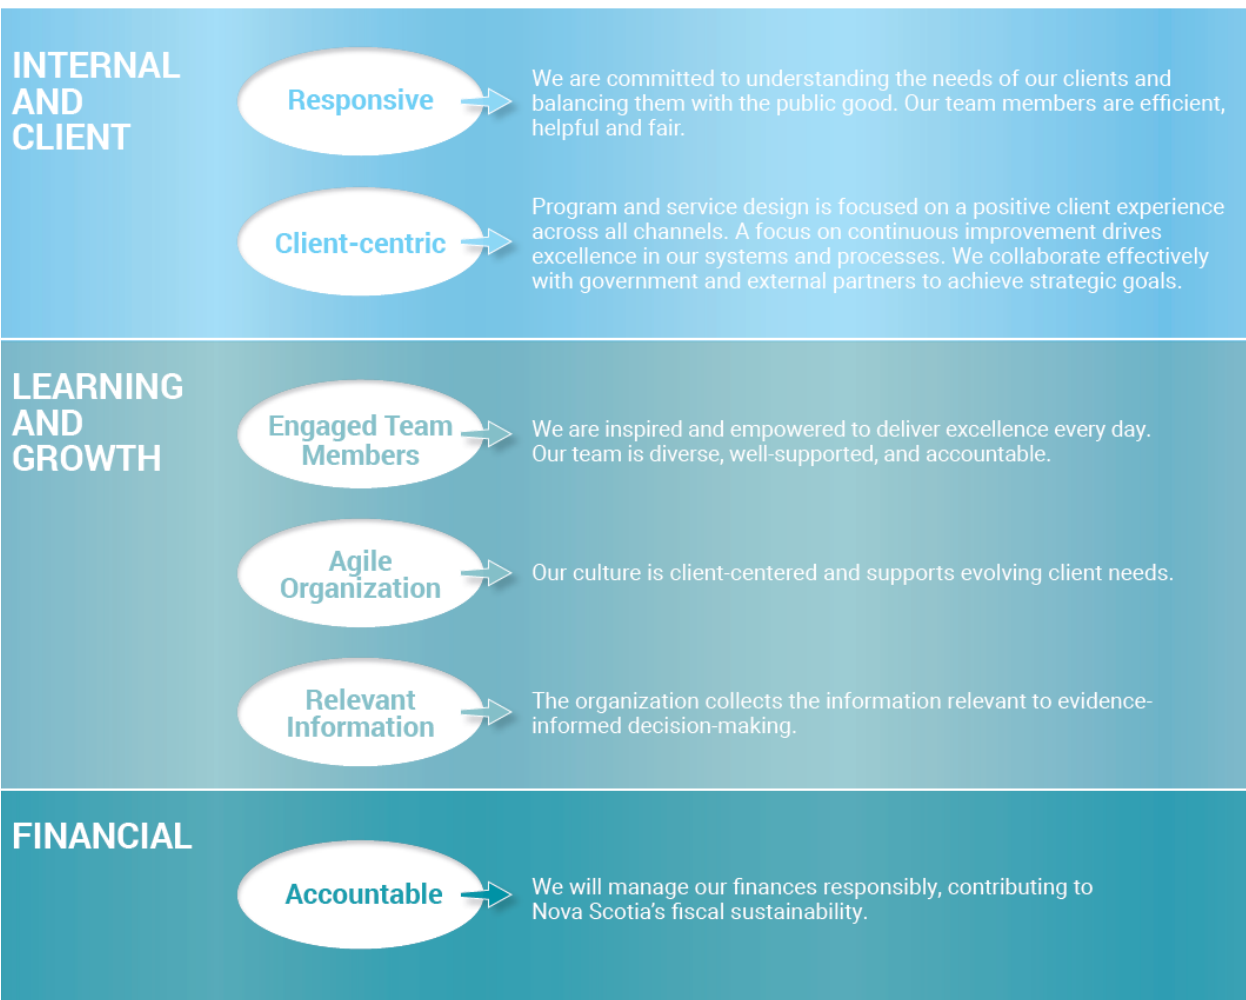 INTERNAL
AND
CLIENT
Responsive
We are committed to understanding the needs of our clients and
balancing them with the public good. Our team members are efficient,
helpful and fair.
Client-centric
Program and service design is focused on a positive client experience
across all channels. A focus on continuous improvement drives
excellence in our systems and processes. We collaborate effectively
with government and external partners to achieve strategic goals.
LEARNING
AND
GROWTH
Engaged Team
Members
We are inspired and empowered to deliver excellence every day.
Our team is diverse, well-supported, and accountable.
Agile
Organization
Our culture is client-centered and supports evolving client needs.
Relevant
Information
The organization collects the information relevant to evidence-
informed decision-making.
FINANCIAL
Accountable
We will manage our finances responsibly, contributing to
Nova Scotia's fiscal sustainability.